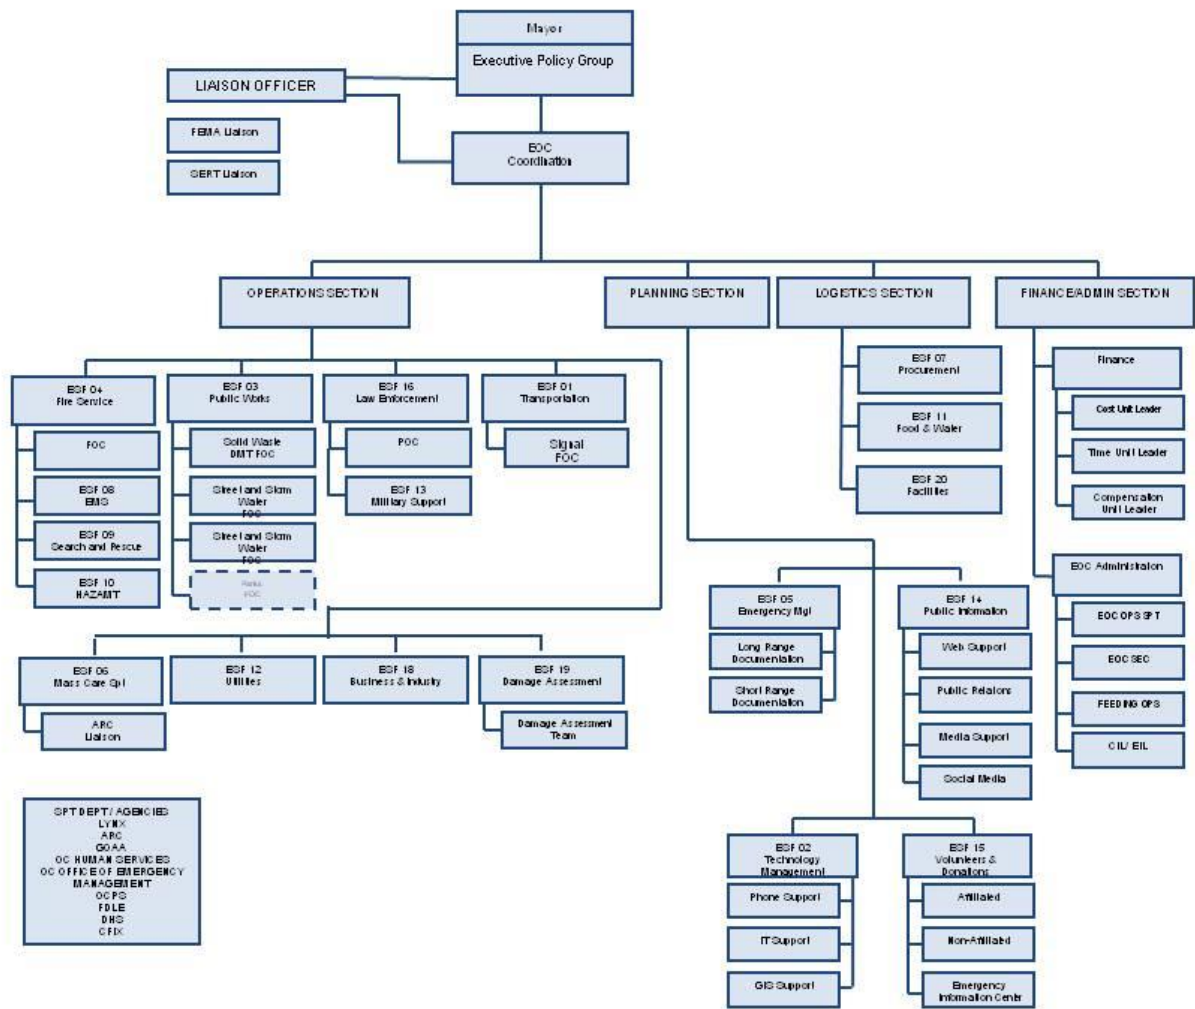 Mayor
Executive Policy Group
LIAISON OFFICER
FEMA Liaison
SERT Liaison
EOC
Coordination
OPERATIONS SECTION
PLANNING SECTION
LOGISTICS SECTION
FINANCE/ADMIN SECTION
ESF 04
Fire Service
FOC
ESF 08
EMS
ESF 09
Search and Rescue
ESF 10
HAZAMT
ESF 03
Public Works
Solid Waste
DMT FOC
Street and Storm
Water
FOC
Street and Storm
Water
FOC
FOC
ESF 16
Law Enforcement
POC
ESF 13
Military Support
ESF 01
Transportation
Signal
FOC
ESF 06
Mass Care Spt
ARC
Liaison
ESF 12
Utilities
ESF 18
Business & Industry
ESF 19
Damage Assessment
Damage Assessment
Team
ESF 07
Procurement
ESF 11
Food & Water
ESF 20
Facilities
Finance
Cost Unit Leader
Time Unit Leader
Compensation
Unit Leader
EOC Administration
EOC OPS SPT
EOC SEC
FEEDING OPS
CIL/ EIL
ESF 05
Emergency Mgt
Long Range
Documentation
Short Range
Documentation
ESF 14
Public Information
Web Support
Public Relations
Media Support
Social Media
ESF 02
Technology
Management
Phone Support
IT Support
GIS Support
ESF 15
Volunteers &
Donations
Affiliated
Non-Affiliated
Emergency
Information Center
SPT DEPT / AGENCIES
LYNX
ARC
GOAA
OC HUMAN SERVICES
OC OFFICE OF EMERGENCY
MANAGEMENT
OCPS
FDLE
DHS
CFIX